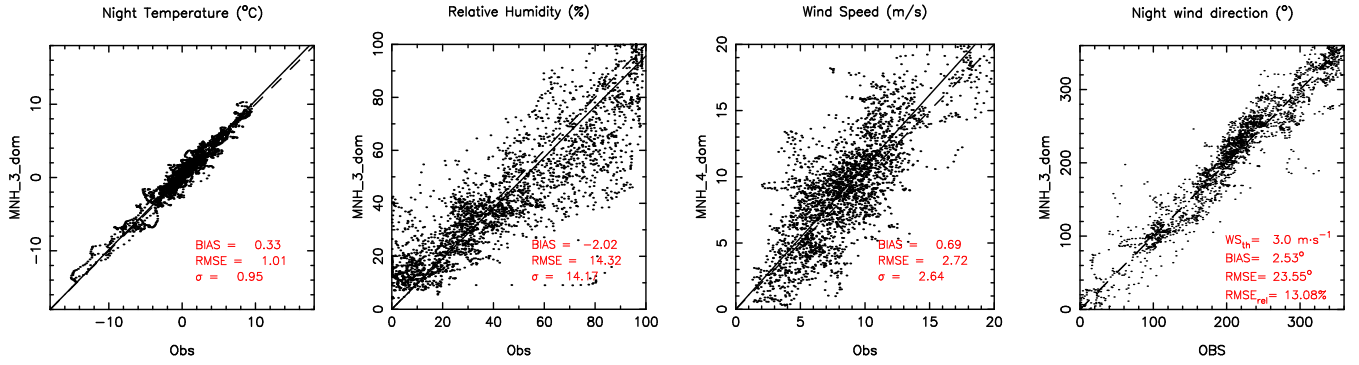 Night Temperature (°C)
MNH_3_dom
10
0
−10
−10
0
10
Obs
BIAS = 0.33
RMSE = 1.01
σ = 0.95
Relative Humidity (%)
MNH_3_dom
100
80
60
40
20
0
0
20
40
60
80
100
Obs
BIAS = −2.02
RMSE = 14.32
σ = 14.17
Wind Speed (m/s)
MNH_4_dom
20
15
10
5
0
0
5
10
15
20
Obs
BIAS = 0.69
RMSE = 2.72
σ = 2.64
Night wind direction (°)
MNH_3_dom
300
200
100
0
0
100
200
300
OBS
WS_th= 3.0 m·s⁻¹
BIAS= 2.53°
RMSE= 23.55°
RMSE_rel= 13.08%